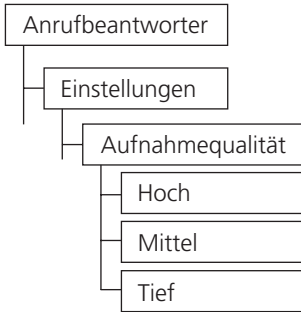 Anrufbeantworter
Einstellungen
Aufnahmequalität
Hoch
Mittel
Tief